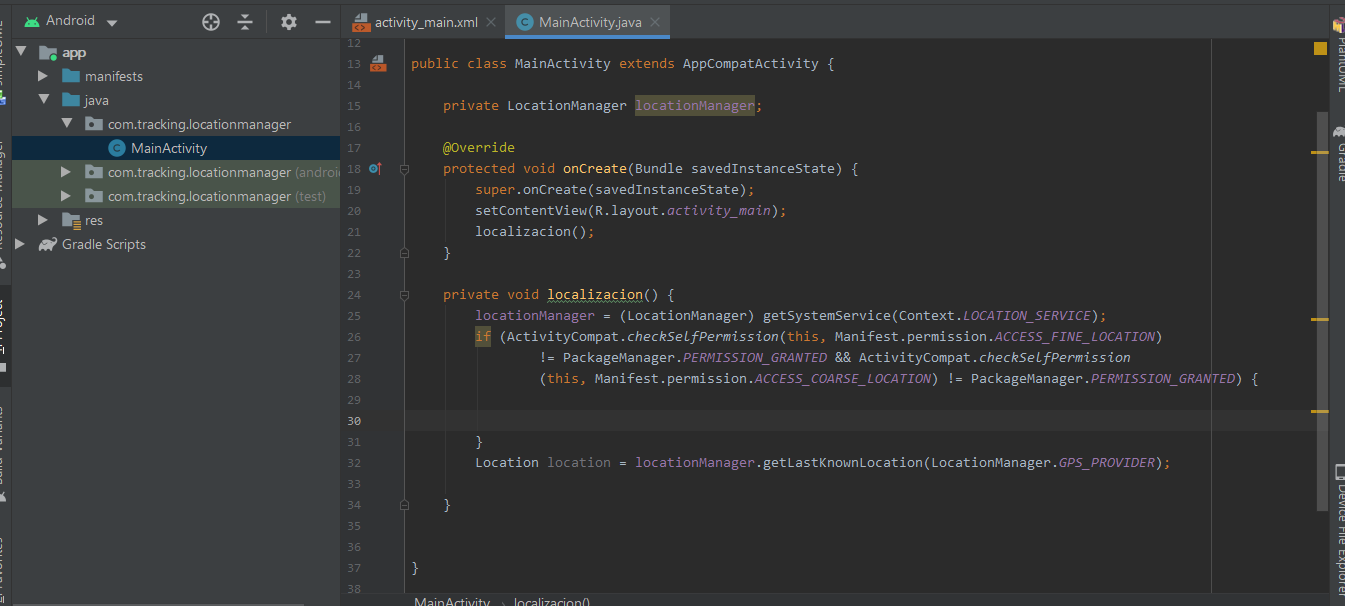 Android
activity_main.xml
MainActivity.java
app
manifests
java
com.tracking.locationmanager
MainActivity
com.tracking.locationmanager
com.tracking.locationmanager (test)
res
Gradle Scripts
12
13 public class MainActivity extends AppCompatActivity {
14
15 private LocationManager locationManager;
16
17 @Override
18 protected void onCreate(Bundle savedInstanceState) {
19 super.onCreate(savedInstanceState);
20 setContentView(R.layout.activity_main);
21 localizacion();
22 }
23
24 private void localizacion() {
25 locationManager = (LocationManager) getSystemService(Context.LOCATION_SERVICE);
26 if (ActivityCompat.checkSelfPermission(this, Manifest.permission.ACCESS_FINE_LOCATION)
27 != PackageManager.PERMISSION_GRANTED && ActivityCompat.checkSelfPermission
28 (this, Manifest.permission.ACCESS_COARSE_LOCATION) != PackageManager.PERMISSION_GRANTED) {
29
30
31 }
32 Location location = locationManager.getLastKnownLocation(LocationManager.GPS_PROVIDER);
33
34 }
35
36
37 }
38
MainActivity › localizacion()
PlantUML
Gradle
Device File Explorer